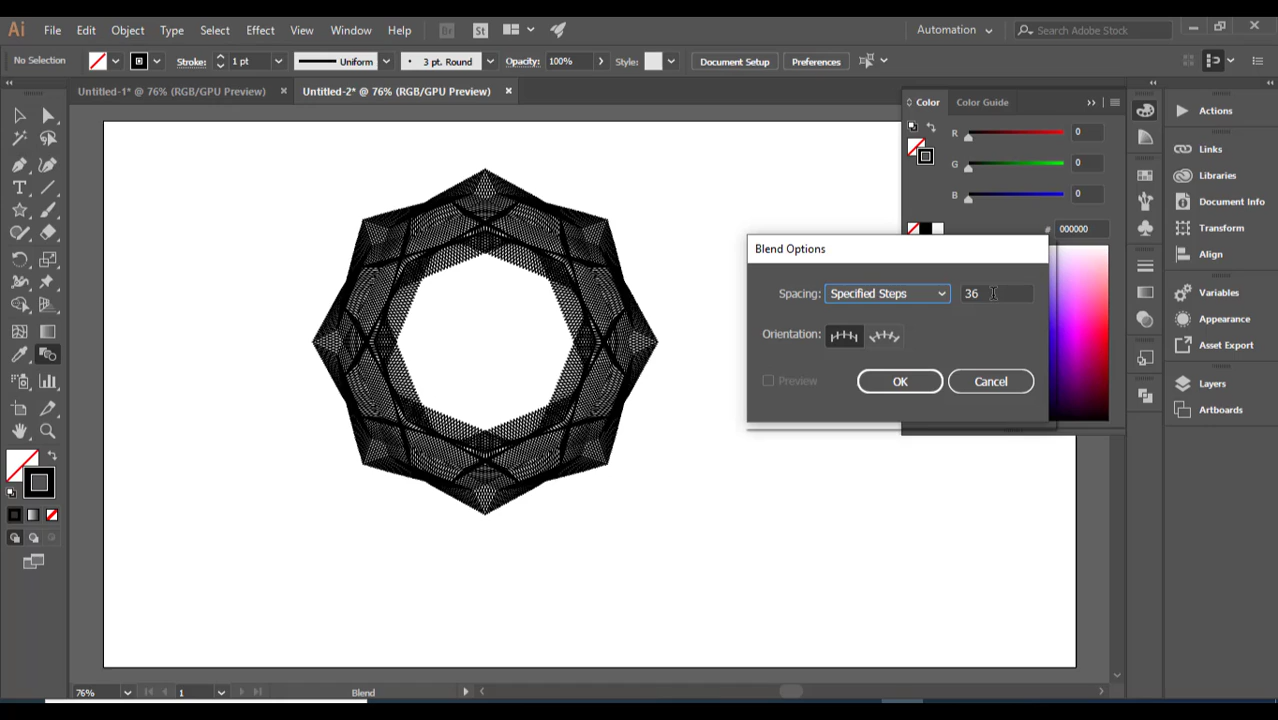 Ai File Edit Object Type Select Effect View Window Help Br St Automation Search Adobe Stock
No Selection Stroke: 1 pt Uniform 3 pt. Round Opacity: 100% Style: Document Setup Preferences
Untitled-1* @ 76% (RGB/GPU Preview) Untitled-2* @ 76% (RGB/GPU Preview)
Color Color Guide
R 0
G 0
B 0
# 000000
Blend Options
Spacing: Specified Steps 36
Orientation:
Preview OK Cancel
Actions
Links
Libraries
Document Info
Transform
Align
Variables
Appearance
Asset Export
Layers
Artboards
76% 1 Blend